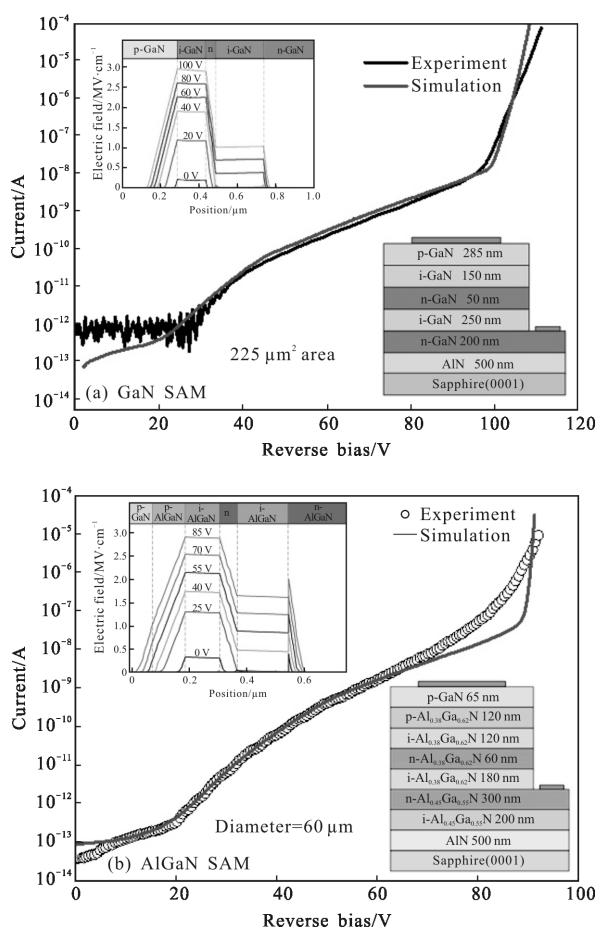 10⁻⁴
10⁻⁵
10⁻⁶
10⁻⁷
10⁻⁸
10⁻⁹
10⁻¹⁰
10⁻¹¹
10⁻¹²
10⁻¹³
10⁻¹⁴
Current/A
p-GaN i-GaN n i-GaN n-GaN
3.0
2.5
2.0
1.5
1.0
0.5
0
Electric field/MV·cm⁻¹
100 V
80 V
60 V
40 V
20 V
0 V
0 0.2 0.4 0.6 0.8 1.0
Position/μm
Experiment
Simulation
p-GaN 285 nm
i-GaN 150 nm
n-GaN 50 nm
i-GaN 250 nm
n-GaN 200 nm
AlN 500 nm
Sapphire(0001)
225 μm² area
(a) GaN SAM
0 20 40 60 80 100 120
Reverse bias/V
10⁻⁴
10⁻⁵
10⁻⁶
10⁻⁷
10⁻⁸
10⁻⁹
10⁻¹⁰
10⁻¹¹
10⁻¹²
10⁻¹³
10⁻¹⁴
Current/A
p-GaN p-AlGaN i-AlGaN n i-AlGaN n-AlGaN
3.0
2.5
2.0
1.5
1.0
0.5
0
Electric field/MV·cm⁻¹
85 V
70 V
55 V
40 V
25 V
0 V
0 0.2 0.4 0.6
Position/μm
Experiment
Simulation
p-GaN 65 nm
p-Al₀.₃₈Ga₀.₆₂N 120 nm
i-Al₀.₃₈Ga₀.₆₂N 120 nm
n-Al₀.₃₈Ga₀.₆₂N 60 nm
i-Al₀.₃₈Ga₀.₆₂N 180 nm
n-Al₀.₄₅Ga₀.₅₅N 300 nm
i-Al₀.₄₅Ga₀.₅₅N 200 nm
AlN 500 nm
Sapphire(0001)
Diameter=60 μm
(b) AlGaN SAM
0 20 40 60 80 100
Reverse bias/V